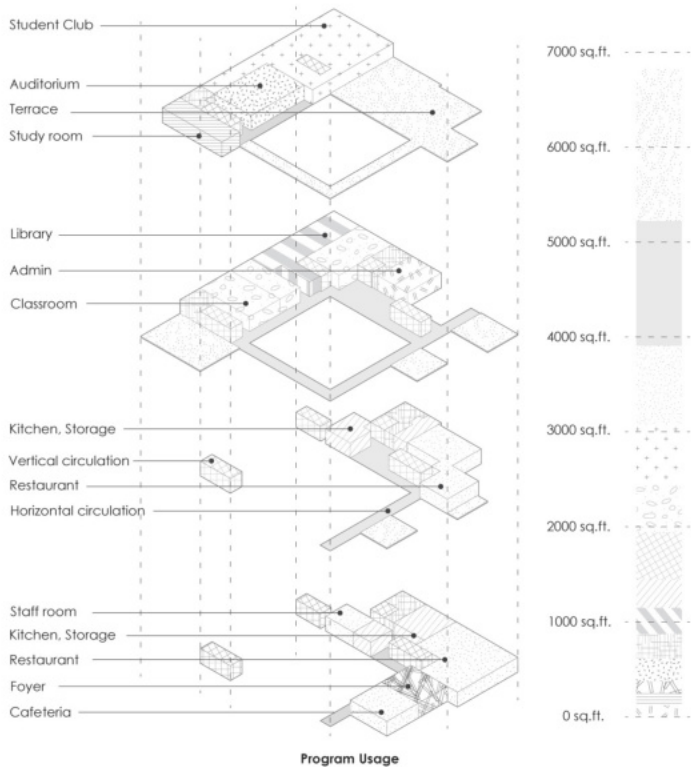 Student Club
Auditorium
Terrace
Study room
Library
Admin
Classroom
Kitchen, Storage
Vertical circulation
Restaurant
Horizontal circulation
Staff room
Kitchen, Storage
Restaurant
Foyer
Cafeteria
7000 sq.ft.
6000 sq.ft.
5000 sq.ft.
4000 sq.ft.
3000 sq.ft.
2000 sq.ft.
1000 sq.ft.
0 sq.ft.
Program Usage